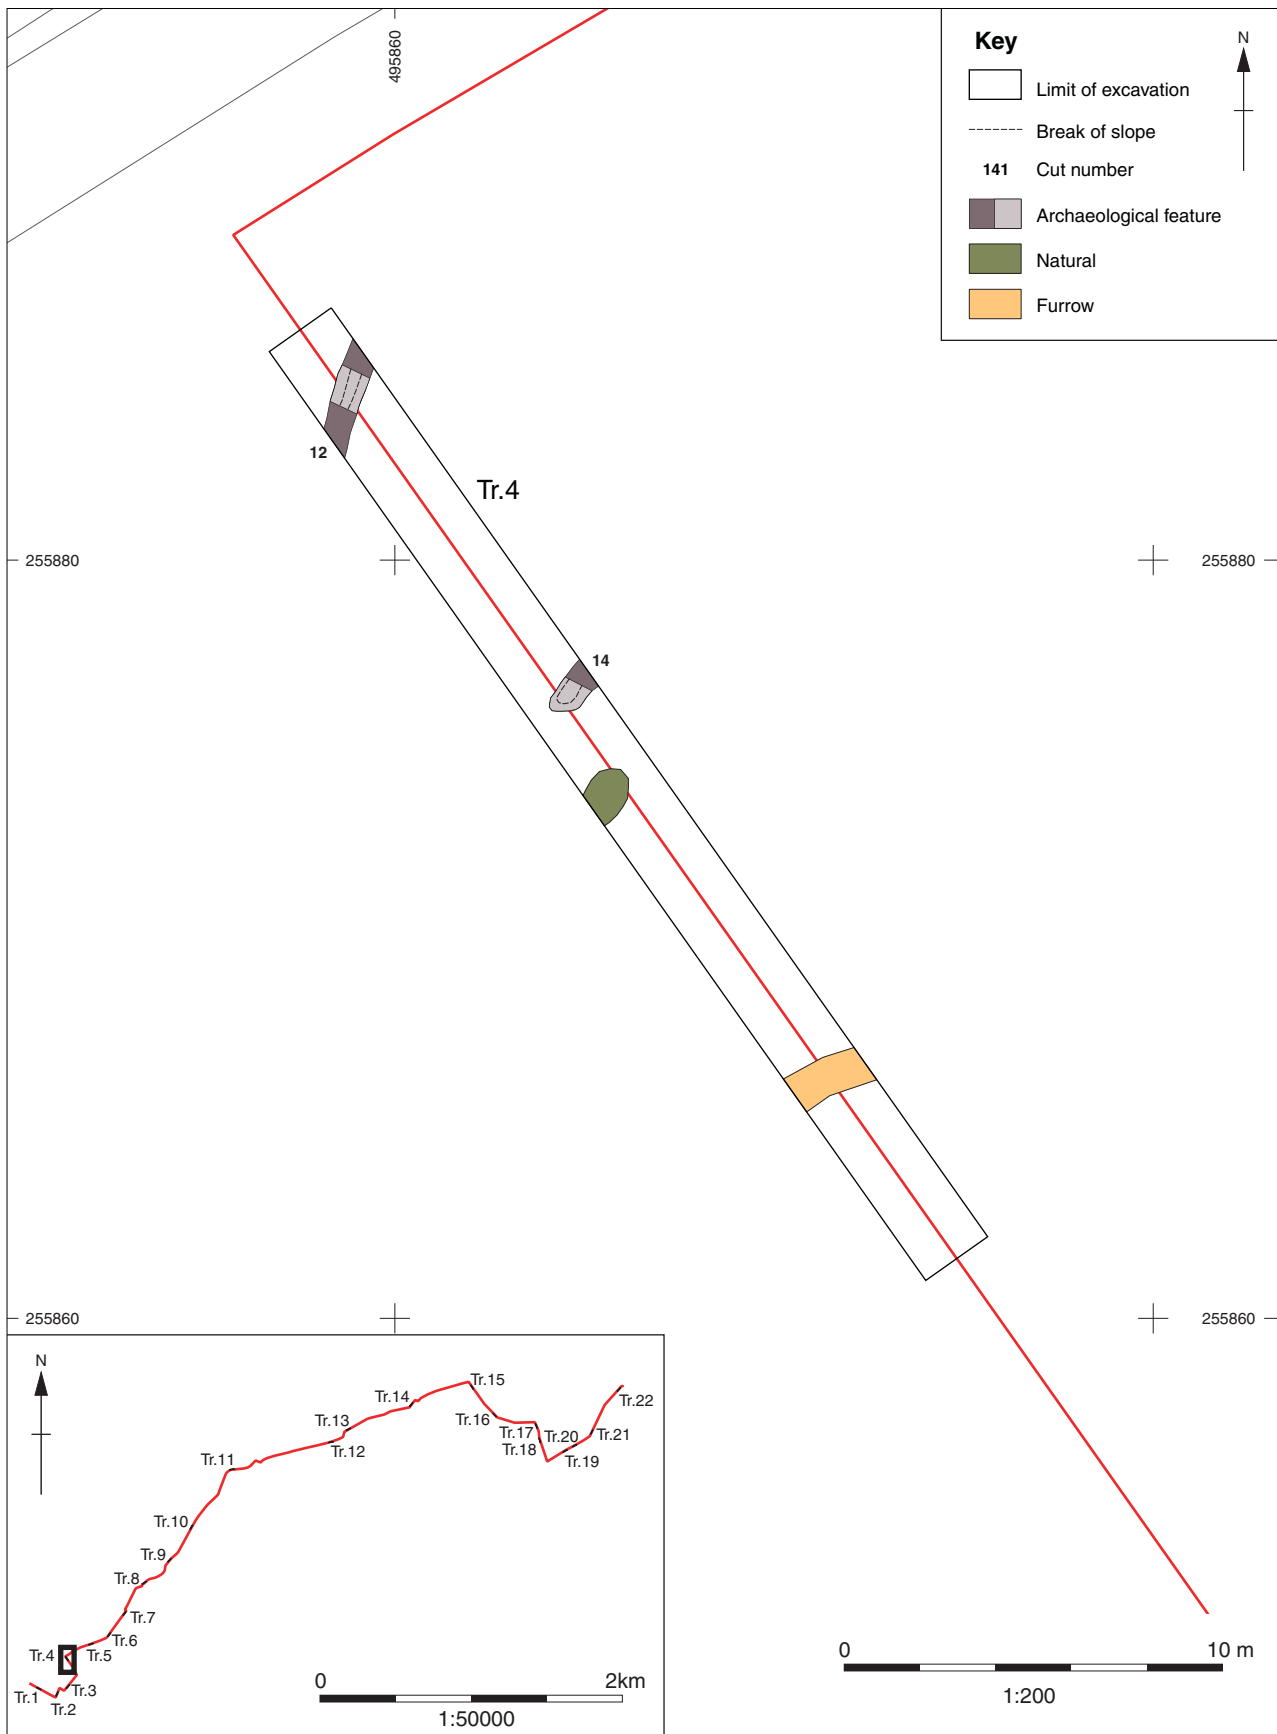 495860
Key
N
Limit of excavation
Break of slope
141 Cut number
Archaeological feature
Natural
Furrow
12
Tr.4
255880
255880
14
255860
255860
N
Tr.15
Tr.22
Tr.14
Tr.16
Tr.13
Tr.17
Tr.20
Tr.21
Tr.12
Tr.18
Tr.11
Tr.19
Tr.10
Tr.9
Tr.8
Tr.7
Tr.6
Tr.4
Tr.5
Tr.3
Tr.1
Tr.2
0 2km
1:50000
0 10 m
1:200